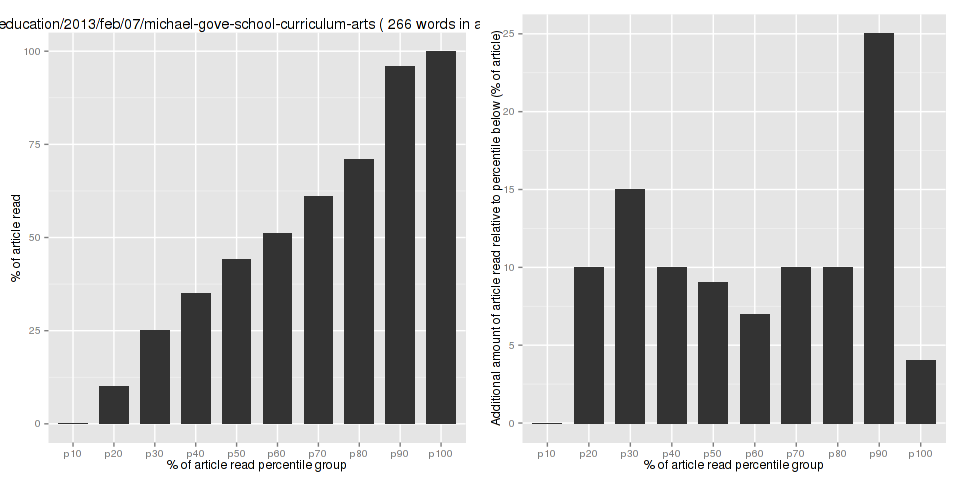 education/2013/feb/07/michael-gove-school-curriculum-arts ( 266 words in a
% of article read
100
75
50
25
0
p10 p20 p30 p40 p50 p60 p70 p80 p90 p100
% of article read percentile group
Additional amount of article read relative to percentile below (% of article)
25
20
15
10
5
0
p10 p20 p30 p40 p50 p60 p70 p80 p90 p100
% of article read percentile group